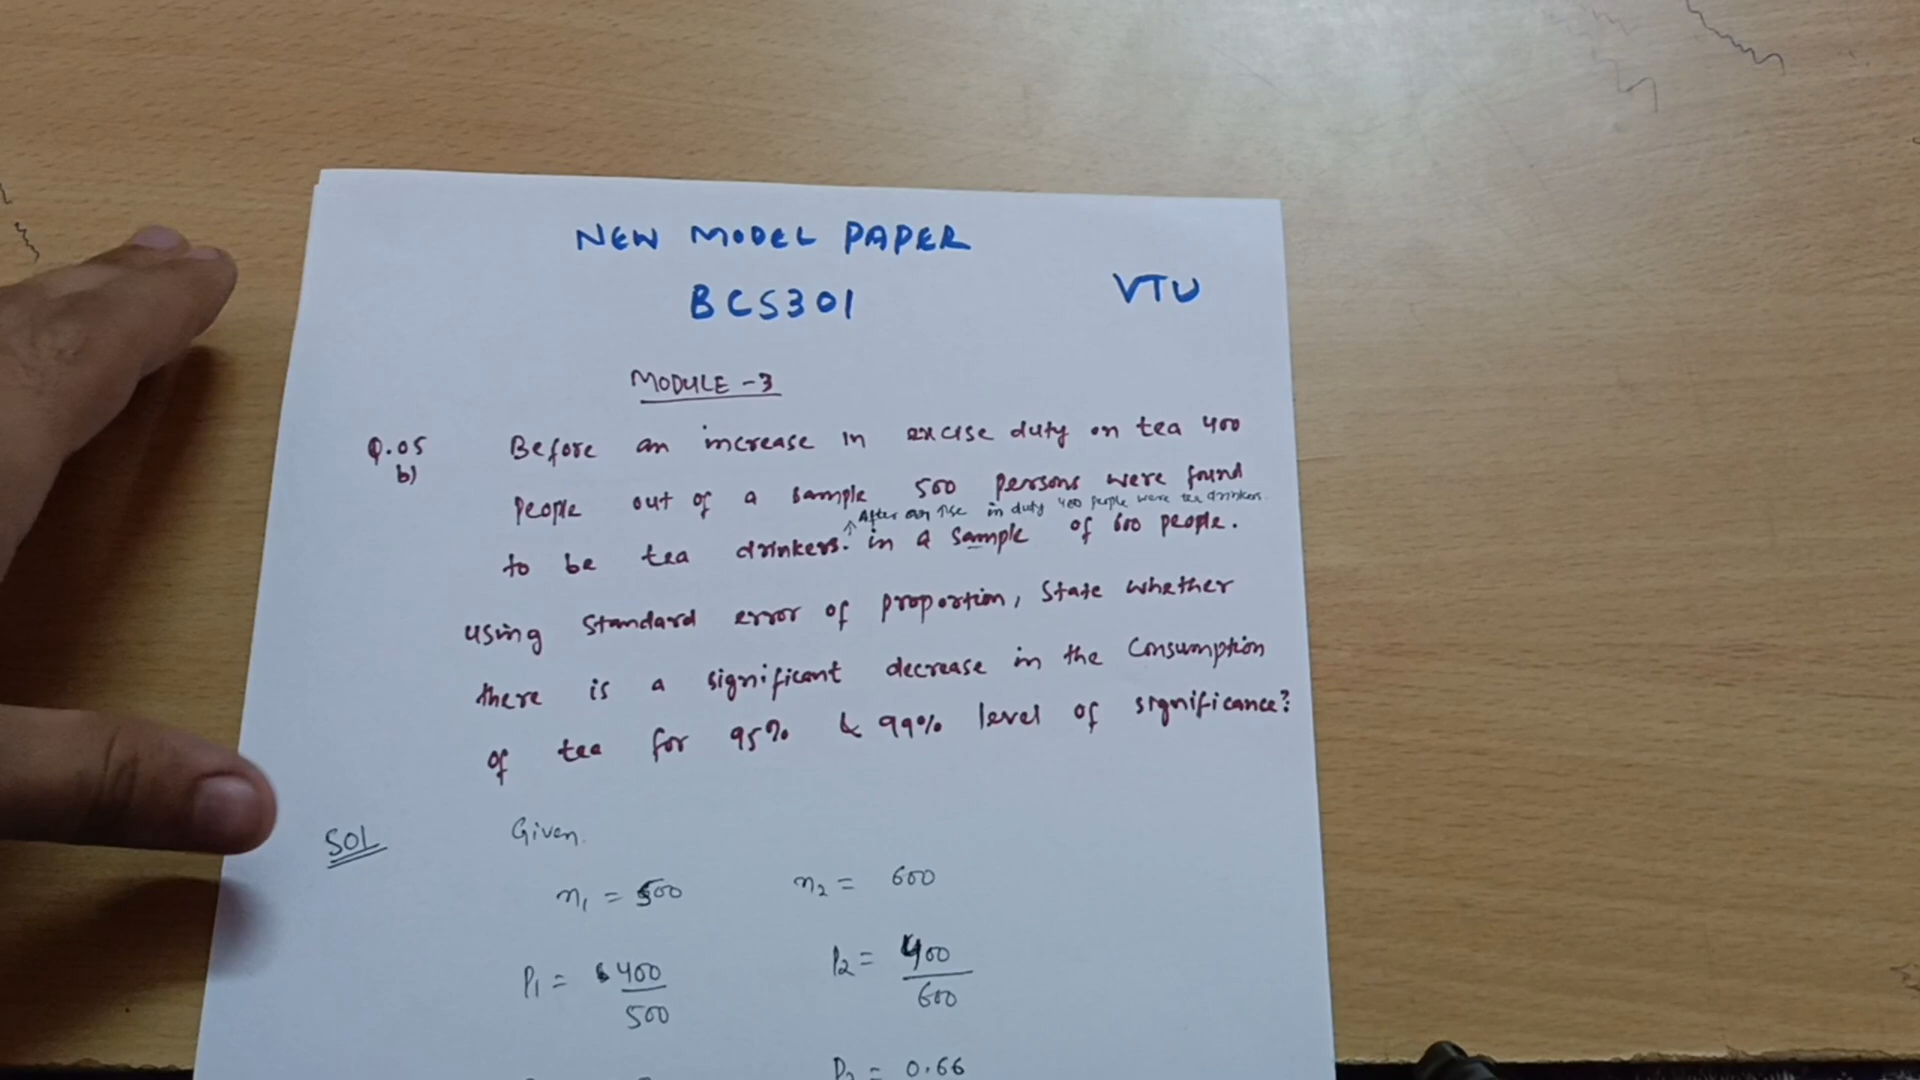 NEW MODEL PAPER
BCS301
VTU
MODULE -3
Q.05
b)
Before an increase in excise duty on tea 400
People out of a sample 500 persons were found
↑ After an rise in duty 400 people were tea drinkers
to be tea drinkers. in a sample of 600 people.
using standard error of proportion, State whether
there is a significant decrease in the Consumption
of tea for 95% & 99% level of significance?
SOL
Given.
n₁ = 500 n₂ = 600
P₁ = 400/500 P₂ = 400/600
P₂ = 0.66